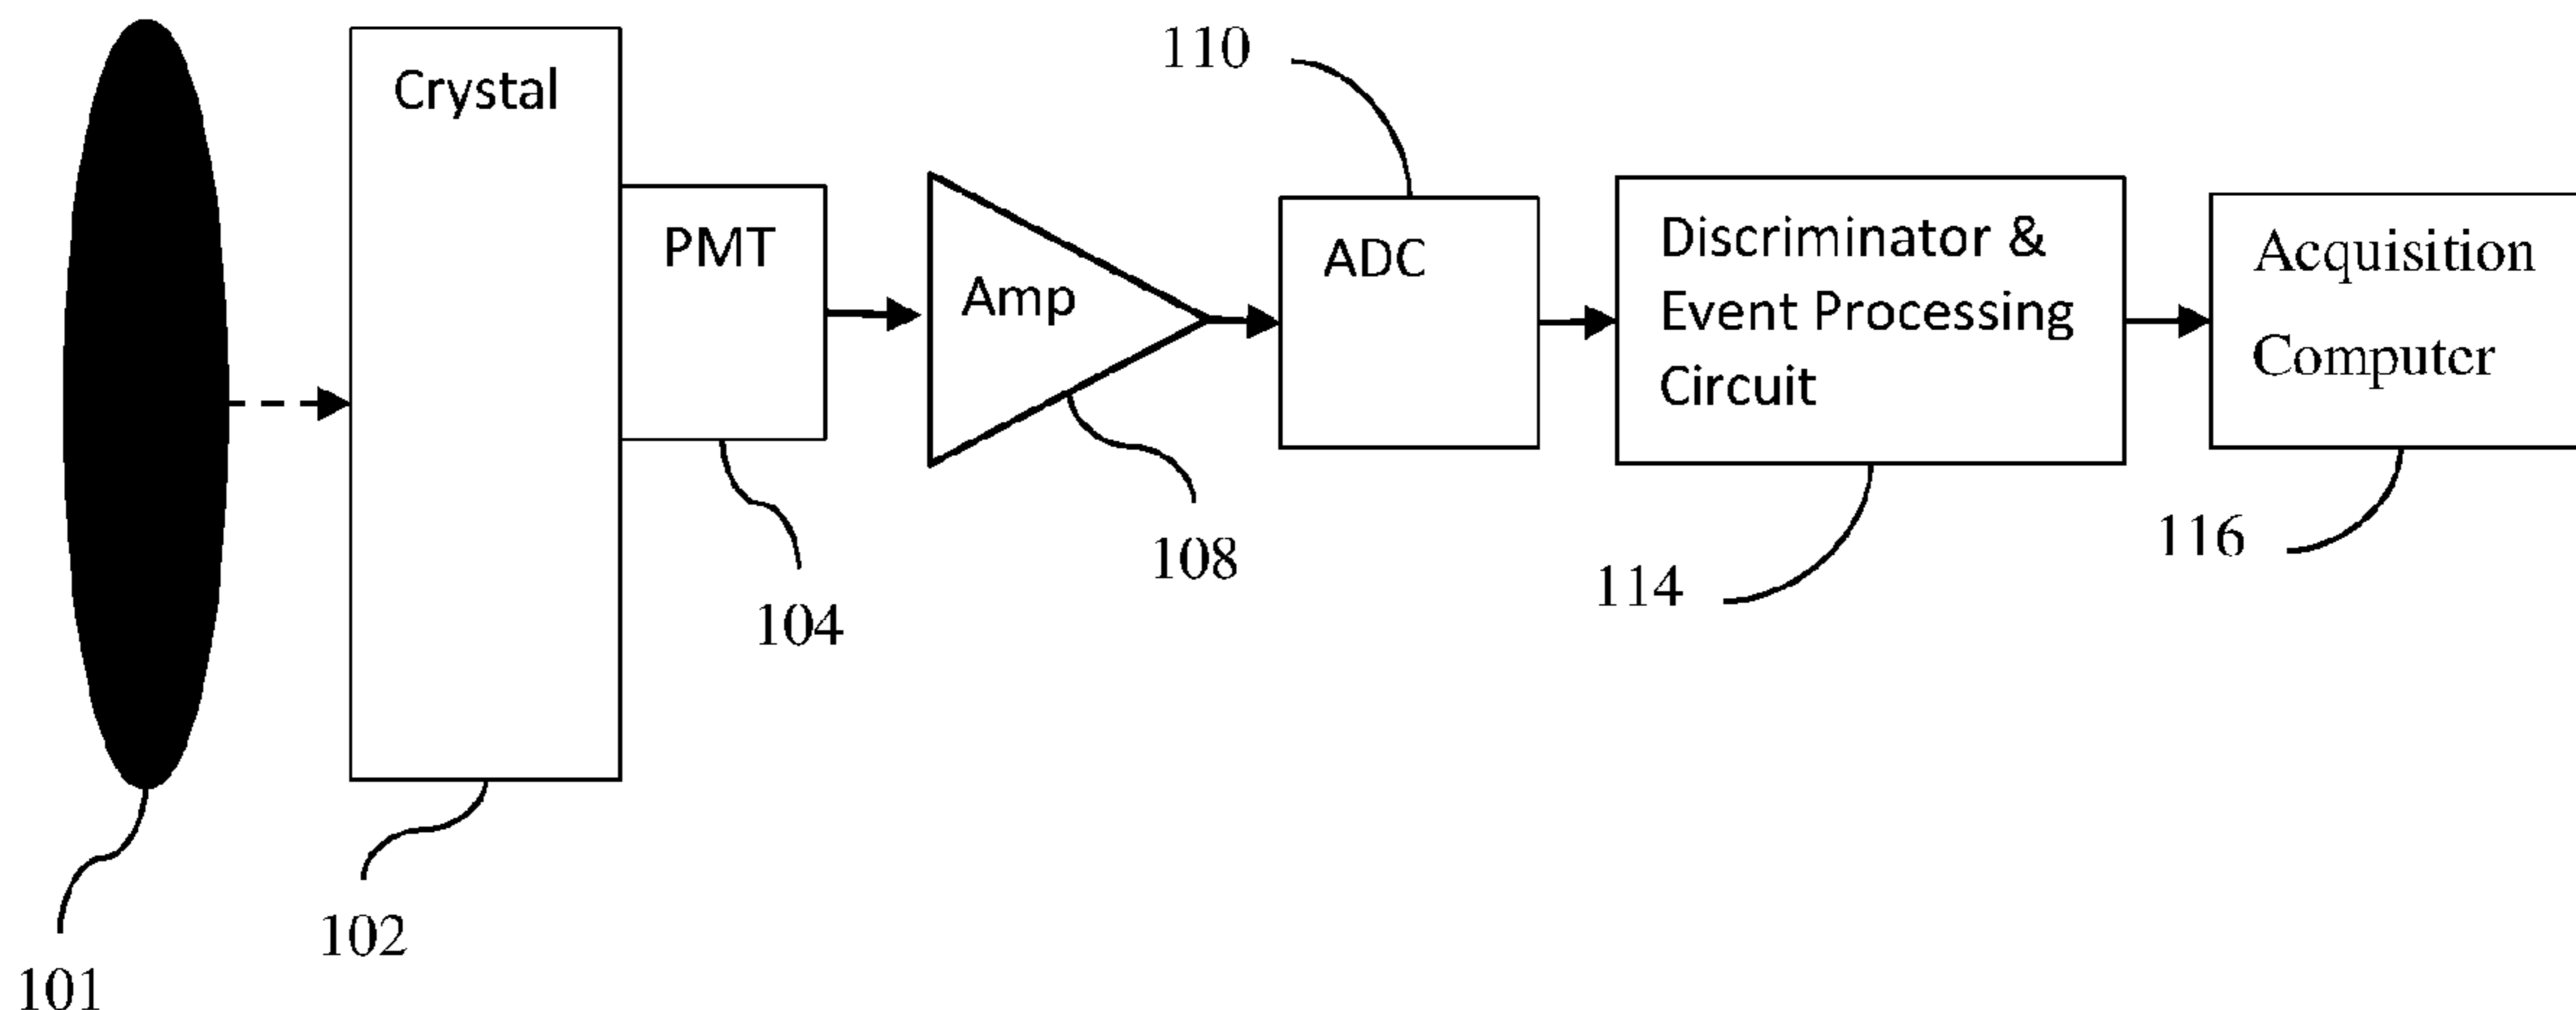 110
Crystal
PMT
Amp
ADC
Discriminator &
Event Processing
Circuit
Acquisition
Computer
108
104
114
116
102
101